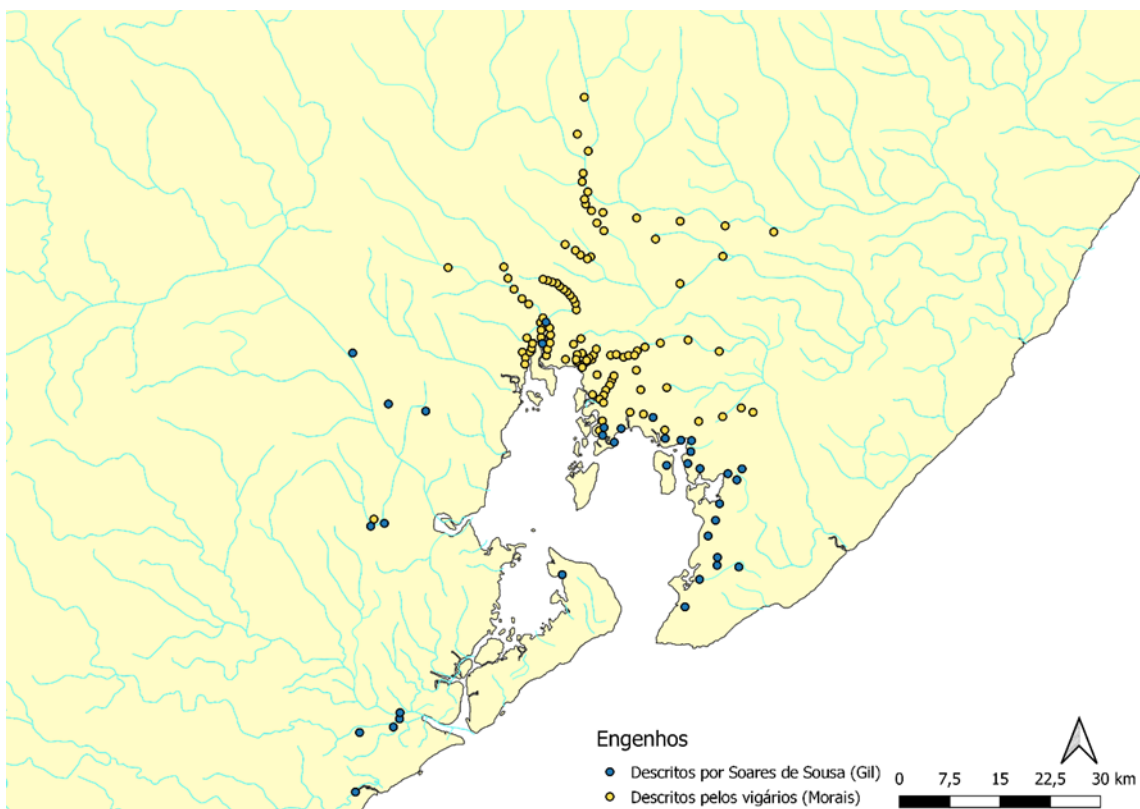 Engenhos
Descritos por Soares de Sousa (Gil)
Descritos pelos vigários (Morais)
0 7,5 15 22,5 30 km